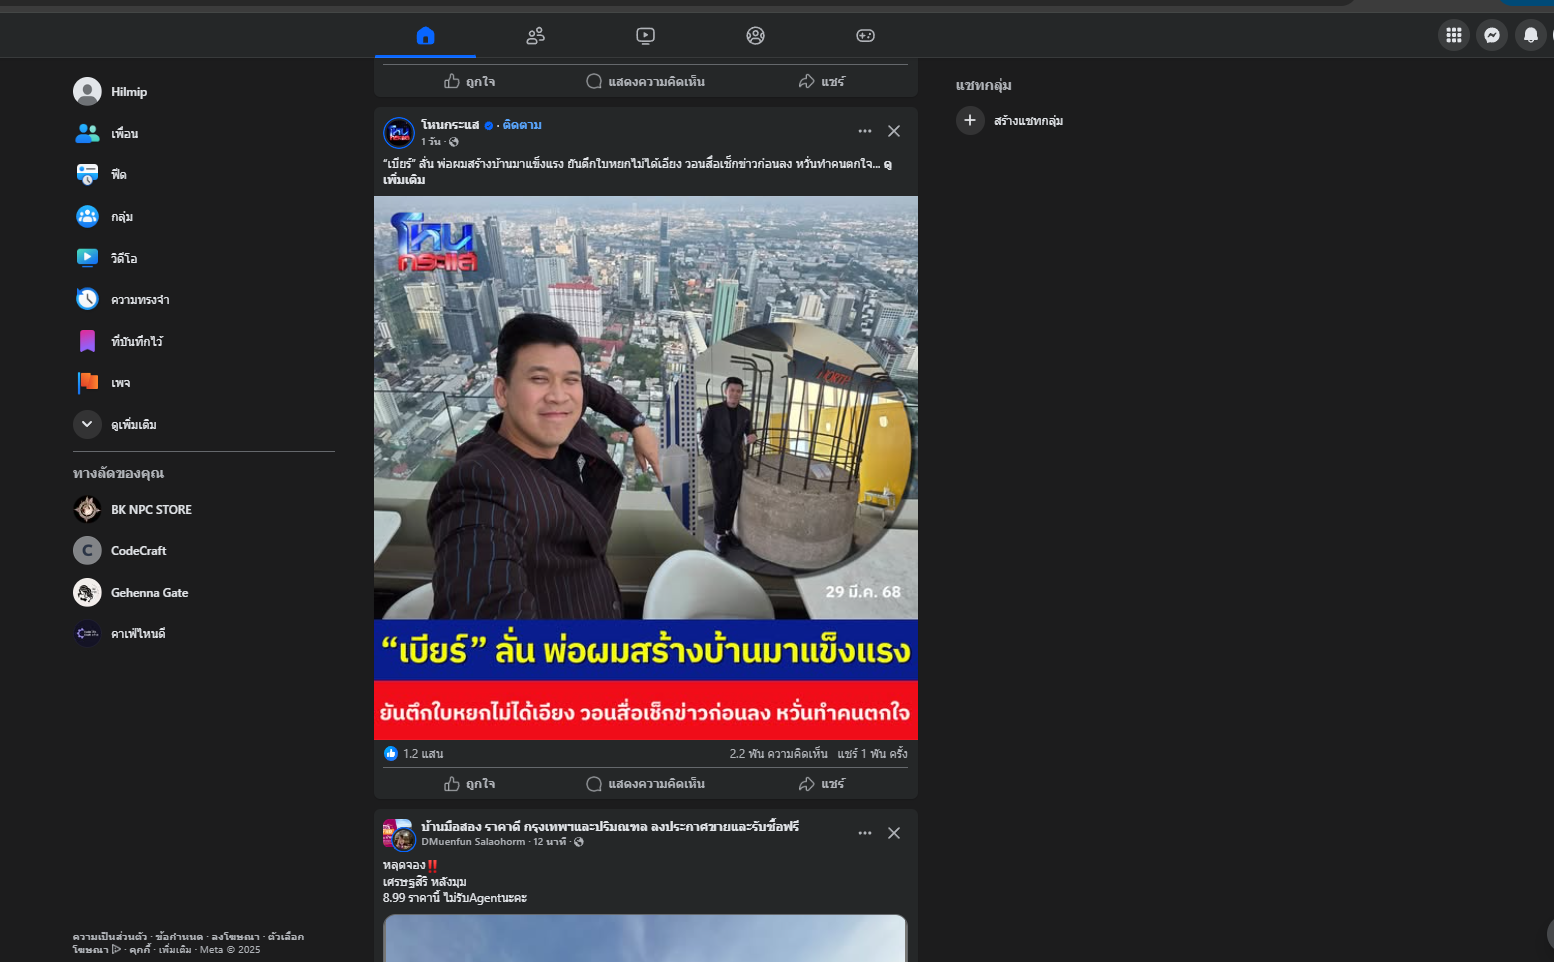 Hilmip
เพื่อน
ฟีด
กลุ่ม
วิดีโอ
ความทรงจำ
ที่บันทึกไว้
เพจ
ดูเพิ่มเติม
ทางลัดของคุณ
BK NPC STORE
C CodeCraft
Gehenna Gate
คาเฟ่ไหนดี
ความเป็นส่วนตัว · ข้อกำหนด · ลงโฆษณา · ตัวเลือก
โฆษณา · คุกกี้ · เพิ่มเติม · Meta © 2025
ถูกใจ แสดงความคิดเห็น แชร์
โหนกระแส · ติดตาม
1 วัน ·
“เบียร์” ลั่น พ่อผมสร้างบ้านมาแข็งแรง ยันตึกใบหยกไม่ได้เอียง วอนสื่อเช็กข่าวก่อนลง หวั่นทำคนตกใจ... ดู
เพิ่มเติม
โหน
กระแส
29 มี.ค. 68
“เบียร์” ลั่น พ่อผมสร้างบ้านมาแข็งแรง
ยันตึกใบหยกไม่ได้เอียง วอนสื่อเช็กข่าวก่อนลง หวั่นทำคนตกใจ
1.2 แสน 2.2 พัน ความคิดเห็น แชร์ 1 พัน ครั้ง
ถูกใจ แสดงความคิดเห็น แชร์
บ้านมือสอง ราคาดี กรุงเทพฯและปริมณฑล ลงประกาศขายและรับซื้อฟรี
DMuenfun Salaohorm · 12 นาที ·
หลุดจอง‼️
เศรษฐสิริ หลังมุม
8.99 ราคานี้ ไม่รับAgentนะคะ
แชทกลุ่ม
สร้างแชทกลุ่ม